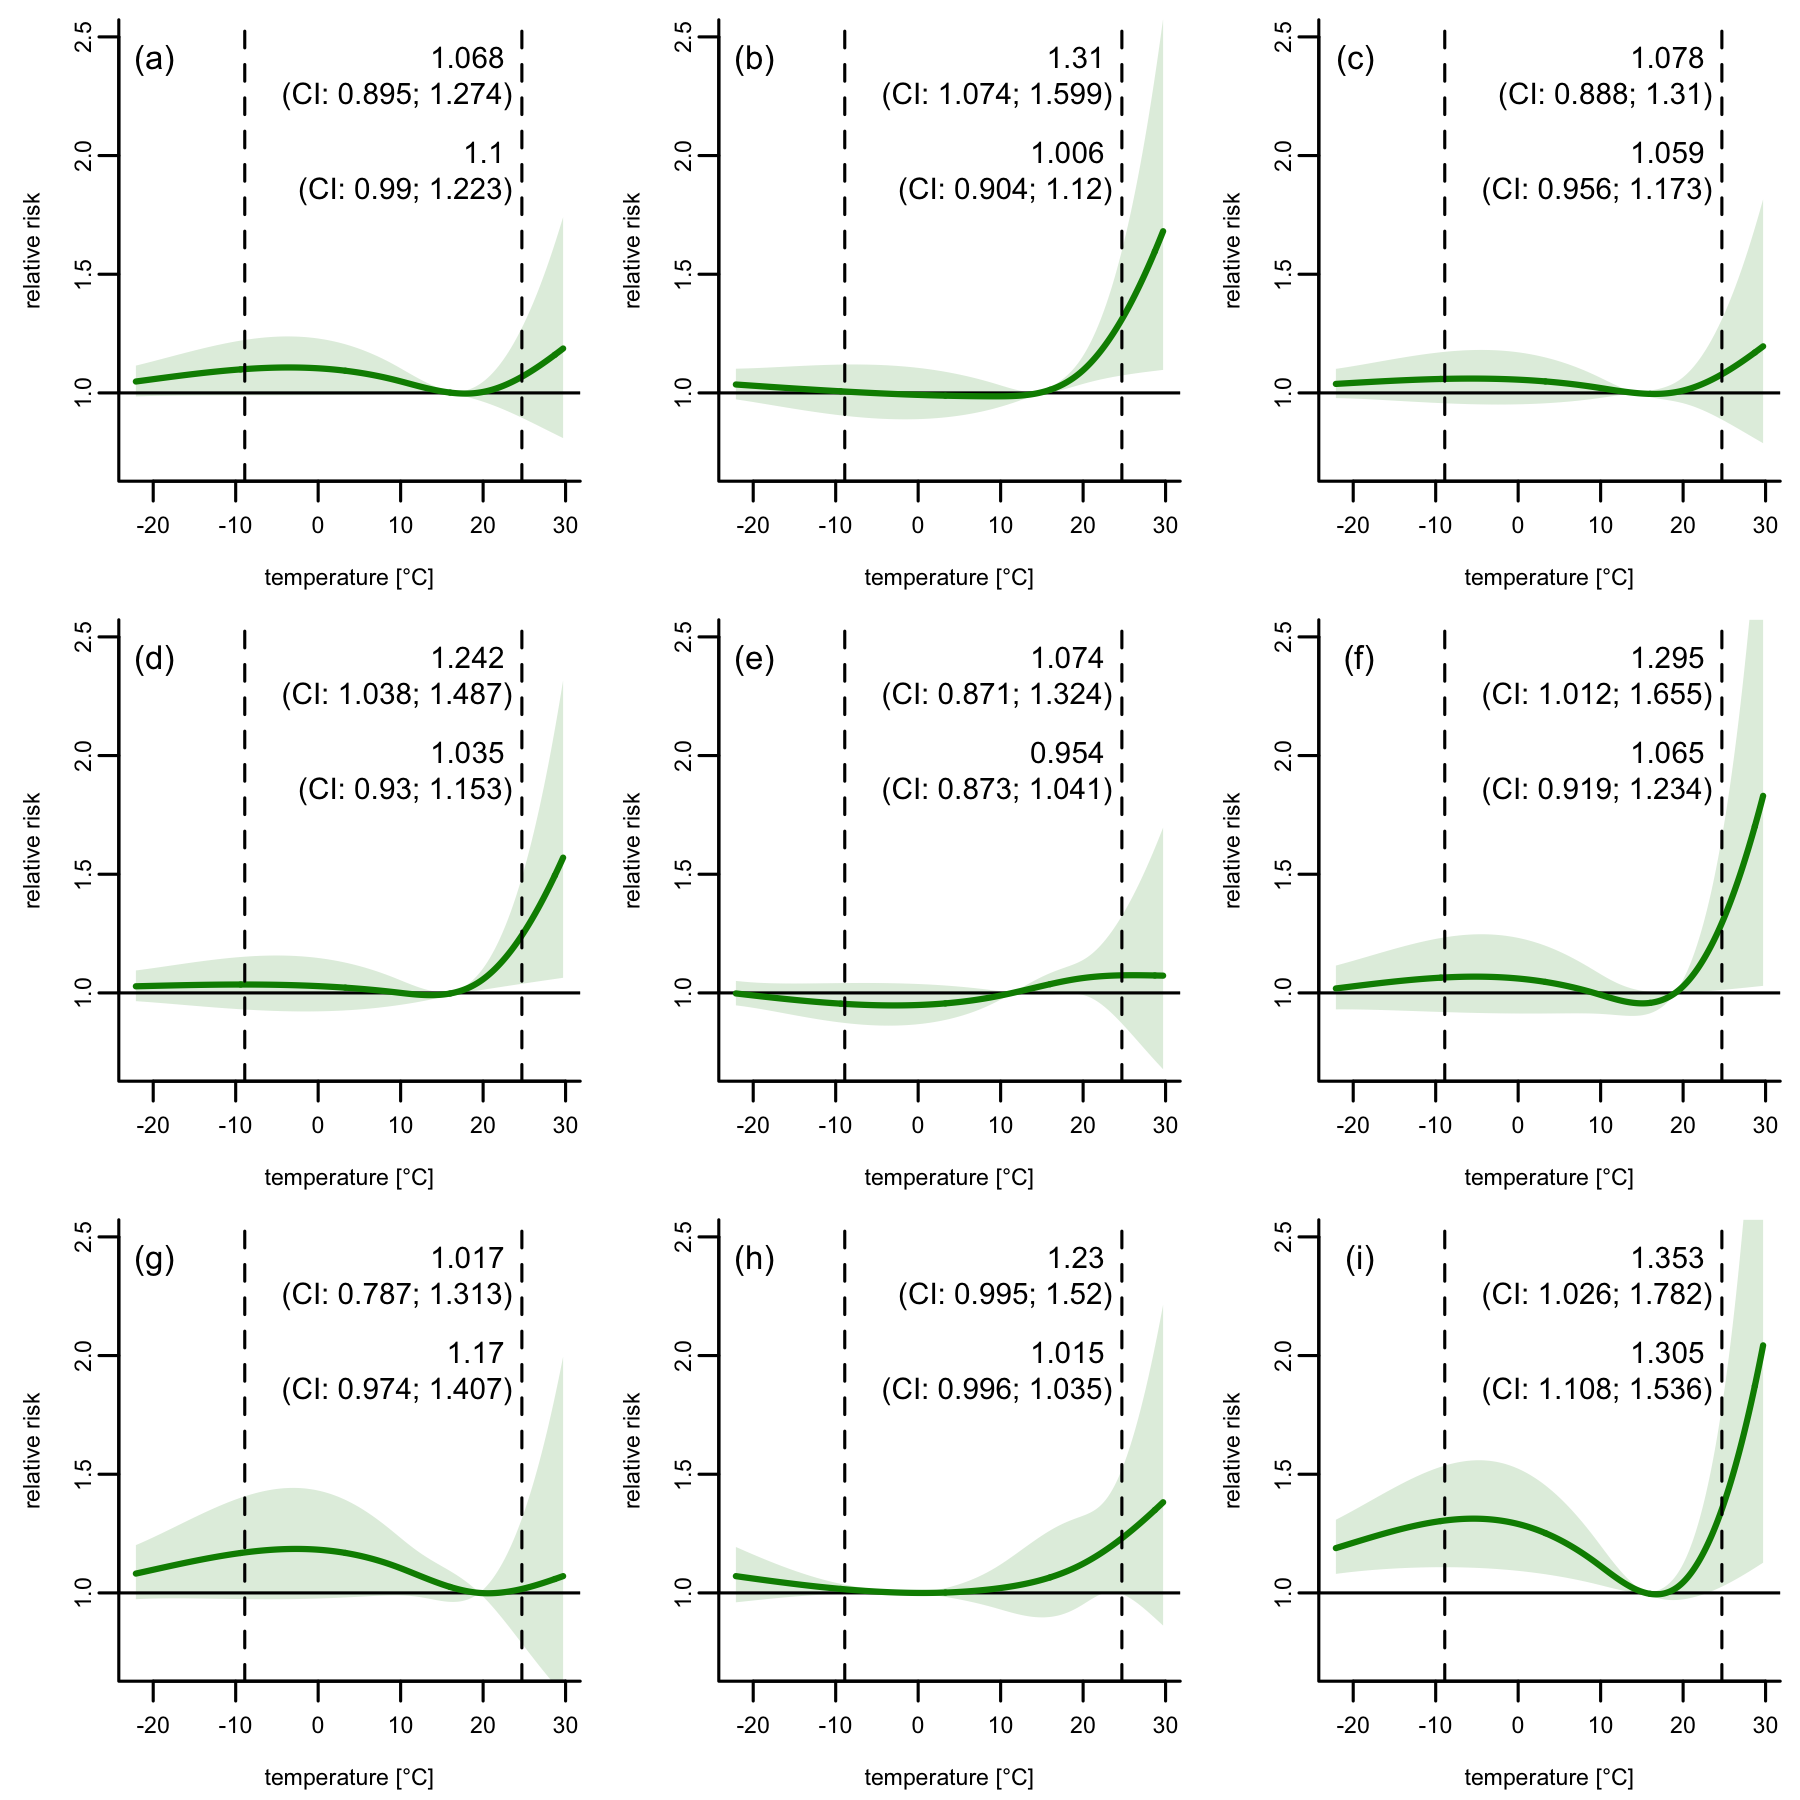 (a)
1.068
(CI: 0.895; 1.274)
1.1
(CI: 0.99; 1.223)
2.5
2.0
1.5
1.0
relative risk
-20 -10 0 10 20 30
temperature [°C]
(b)
1.31
(CI: 1.074; 1.599)
1.006
(CI: 0.904; 1.12)
2.5
2.0
1.5
1.0
relative risk
-20 -10 0 10 20 30
temperature [°C]
(c)
1.078
(CI: 0.888; 1.31)
1.059
(CI: 0.956; 1.173)
2.5
2.0
1.5
1.0
relative risk
-20 -10 0 10 20 30
temperature [°C]
(d)
1.242
(CI: 1.038; 1.487)
1.035
(CI: 0.93; 1.153)
2.5
2.0
1.5
1.0
relative risk
-20 -10 0 10 20 30
temperature [°C]
(e)
1.074
(CI: 0.871; 1.324)
0.954
(CI: 0.873; 1.041)
2.5
2.0
1.5
1.0
relative risk
-20 -10 0 10 20 30
temperature [°C]
(f)
1.295
(CI: 1.012; 1.655)
1.065
(CI: 0.919; 1.234)
2.5
2.0
1.5
1.0
relative risk
-20 -10 0 10 20 30
temperature [°C]
(g)
1.017
(CI: 0.787; 1.313)
1.17
(CI: 0.974; 1.407)
2.5
2.0
1.5
1.0
relative risk
-20 -10 0 10 20 30
temperature [°C]
(h)
1.23
(CI: 0.995; 1.52)
1.015
(CI: 0.996; 1.035)
2.5
2.0
1.5
1.0
relative risk
-20 -10 0 10 20 30
temperature [°C]
(i)
1.353
(CI: 1.026; 1.782)
1.305
(CI: 1.108; 1.536)
2.5
2.0
1.5
1.0
relative risk
-20 -10 0 10 20 30
temperature [°C]